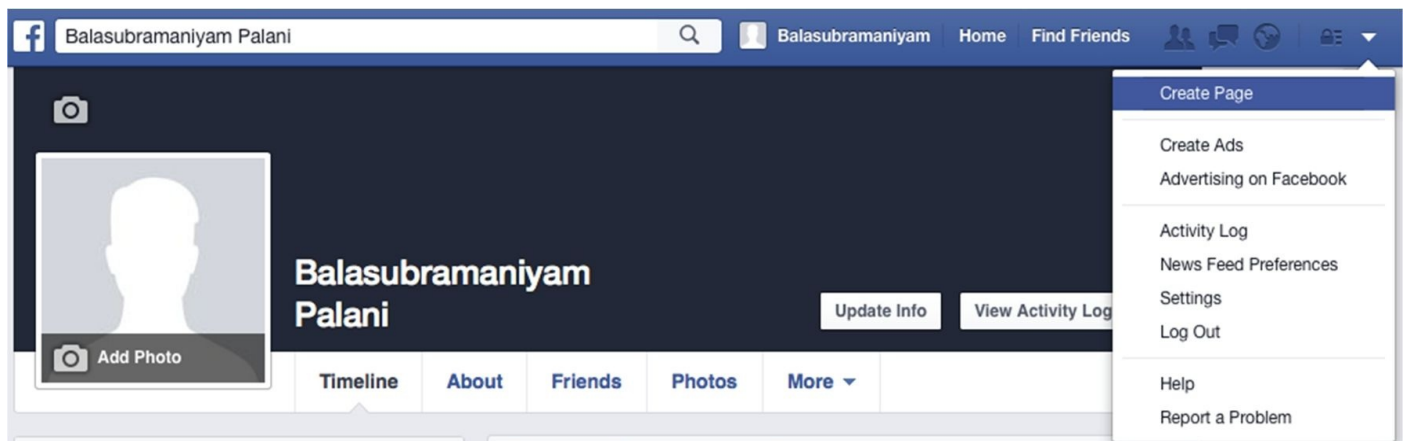 f
Balasubramaniyam Palani
Balasubramaniyam
Home
Find Friends
Create Page
Create Ads
Advertising on Facebook
Activity Log
News Feed Preferences
Settings
Log Out
Help
Report a Problem
Balasubramaniyam
Palani
Update Info
View Activity Log
Add Photo
Timeline
About
Friends
Photos
More